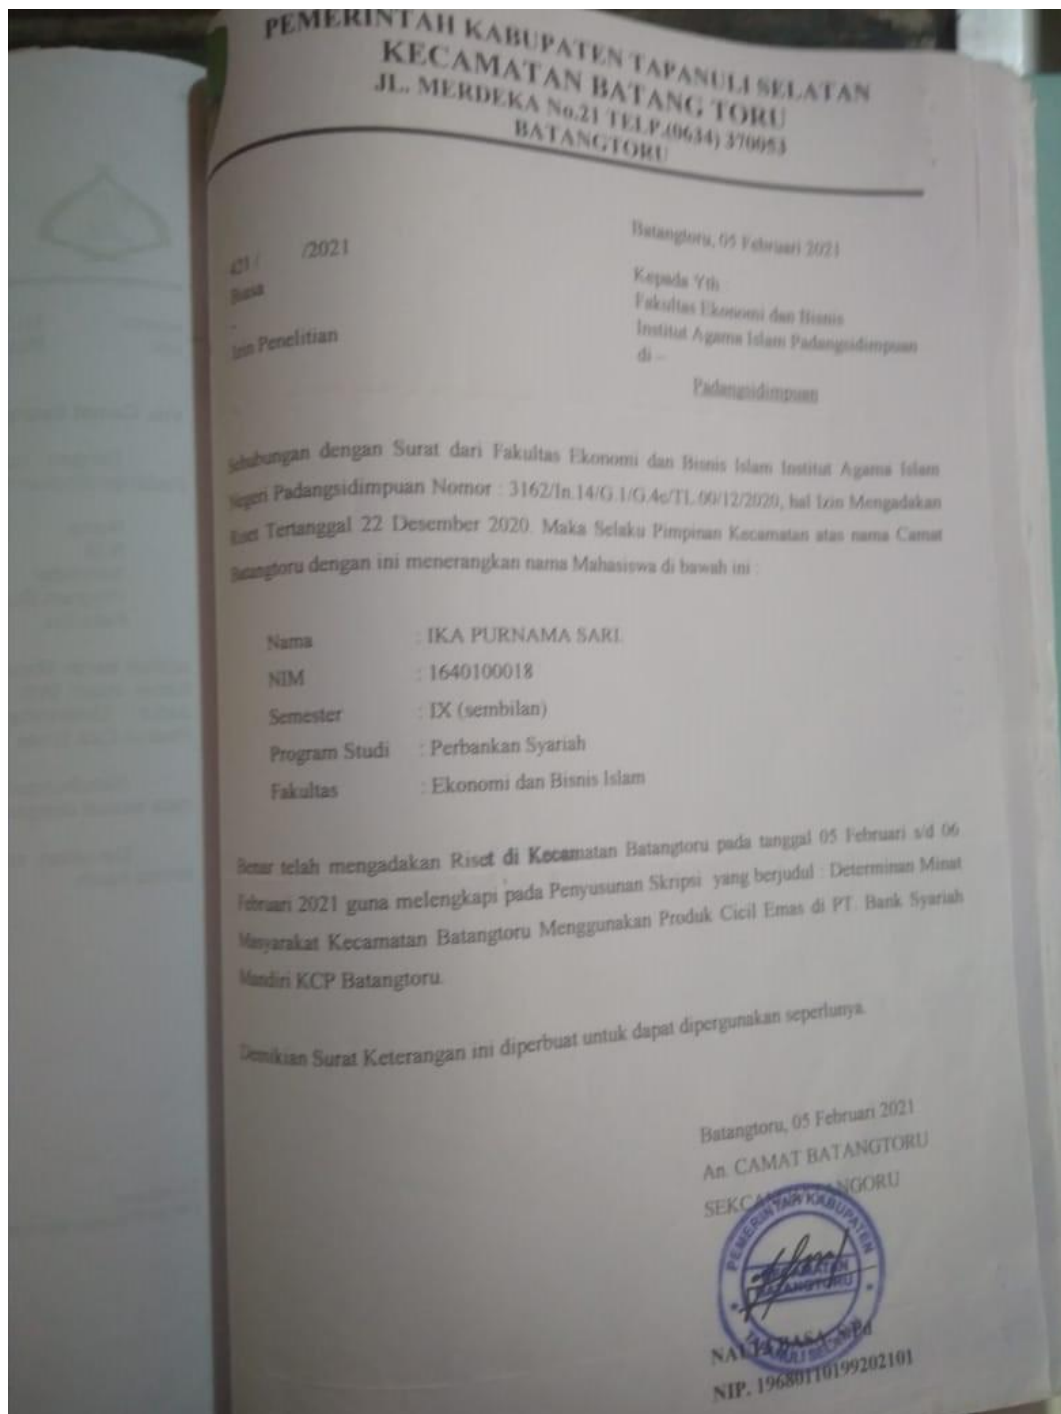 PEMERINTAH KABUPATEN TAPANULI SELATAN
KECAMATAN BATANG TORU
JL. MERDEKA No.21 TELP.(0634) 370053
BATANGTORU
Batangtoru, 05 Februari 2021
421 / /2021
Biasa
-
Izin Penelitian
Kepada Yth
Fakultas Ekonomi dan Bisnis
Institut Agama Islam Padangsidimpuan
di –
Padangsidimpuan
Sehubungan dengan Surat dari Fakultas Ekonomi dan Bisnis Islam Institut Agama Islam
Negeri Padangsidimpuan Nomor : 3162/In.14/G.1/G.4c/TL.00/12/2020, hal Izin Mengadakan
Riset Tertanggal 22 Desember 2020. Maka Selaku Pimpinan Kecamatan atas nama Camat
Batangtoru dengan ini menerangkan nama Mahasiswa di bawah ini :
Nama : IKA PURNAMA SARI.
NIM : 1640100018
Semester : IX (sembilan)
Program Studi : Perbankan Syariah
Fakultas : Ekonomi dan Bisnis Islam
Benar telah mengadakan Riset di Kecamatan Batangtoru pada tanggal 05 Februari s/d 06
Februari 2021 guna melengkapi pada Penyusunan Skripsi yang berjudul : Determinan Minat
Masyarakat Kecamatan Batangtoru Menggunakan Produk Cicil Emas di PT. Bank Syariah
Mandiri KCP Batangtoru.
Demikian Surat Keterangan ini diperbuat untuk dapat dipergunakan seperlunya.
Batangtoru, 05 Februari 2021
An. CAMAT BATANGTORU
PEMERINTAH KABUPATEN
KECAMATAN
BATANGTORU
TAPANULI SELATAN
NIP. 19680110199202101